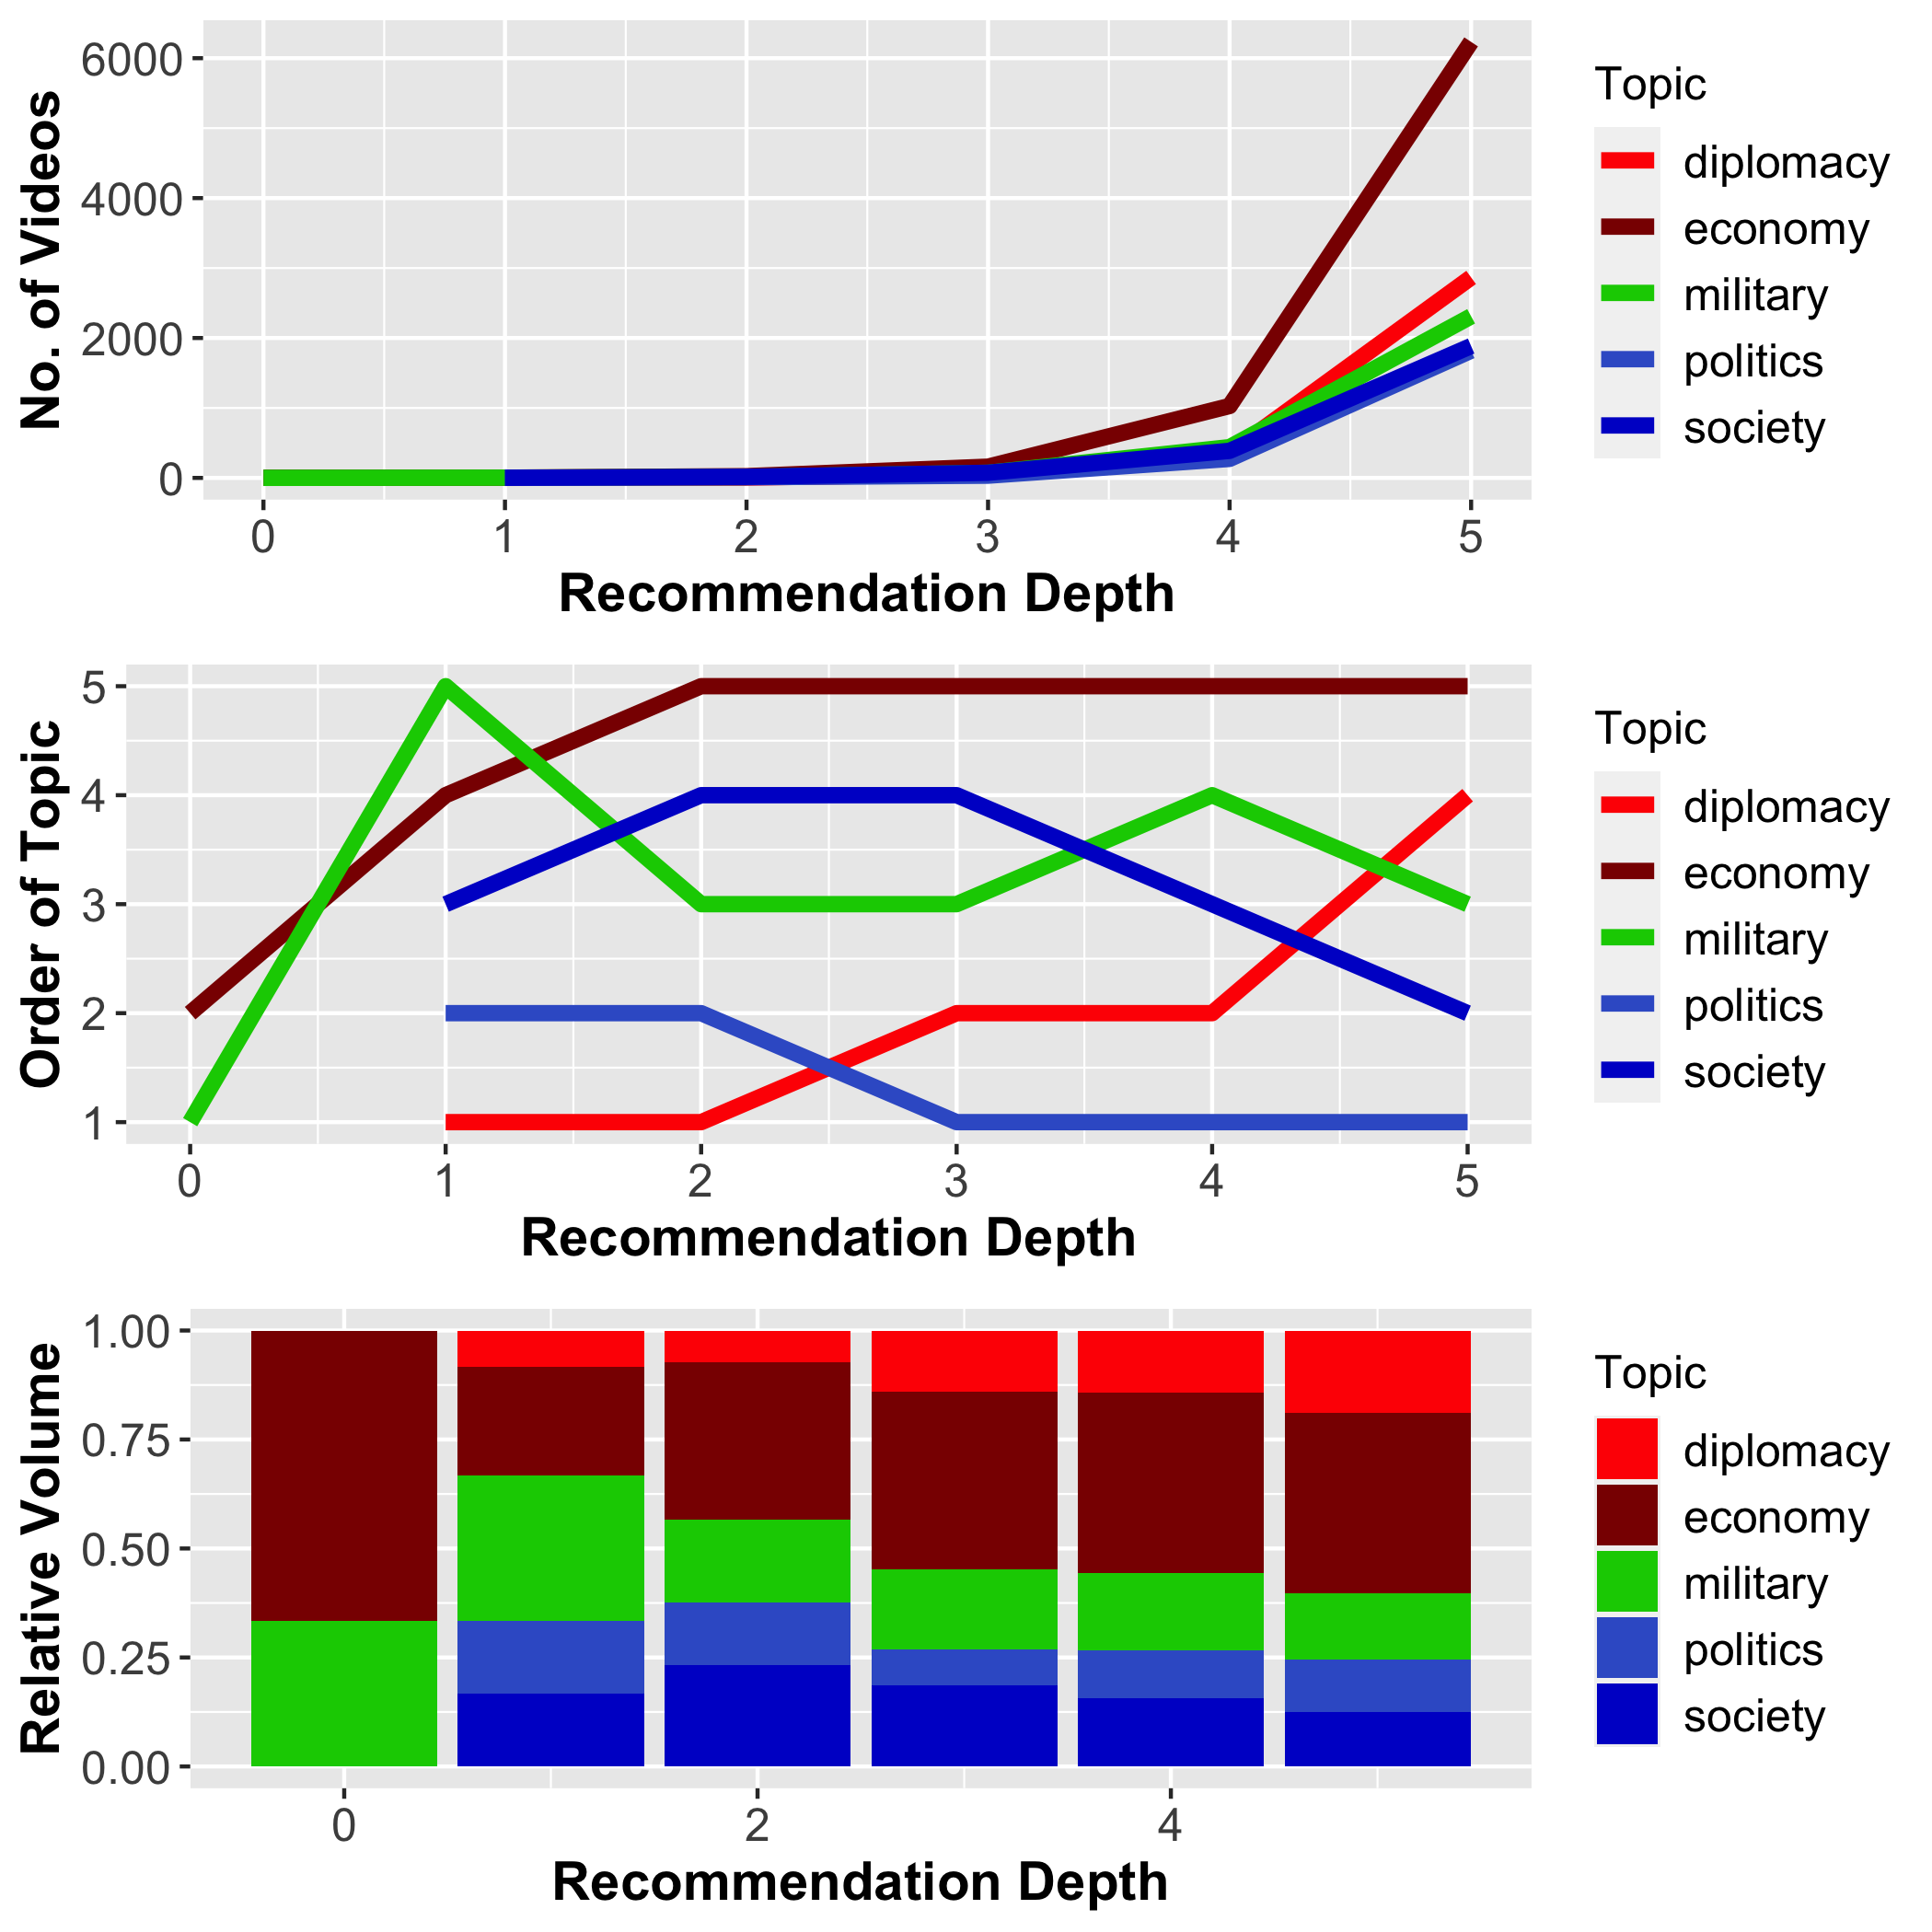 No. of Videos
6000
4000
2000
0
0 1 2 3 4 5
Recommendation Depth
Topic
diplomacy
economy
military
politics
society
Order of Topic
5
4
3
2
1
0 1 2 3 4 5
Recommendation Depth
Topic
diplomacy
economy
military
politics
society
Relative Volume
1.00
0.75
0.50
0.25
0.00
0 2 4
Recommendation Depth
Topic
diplomacy
economy
military
politics
society